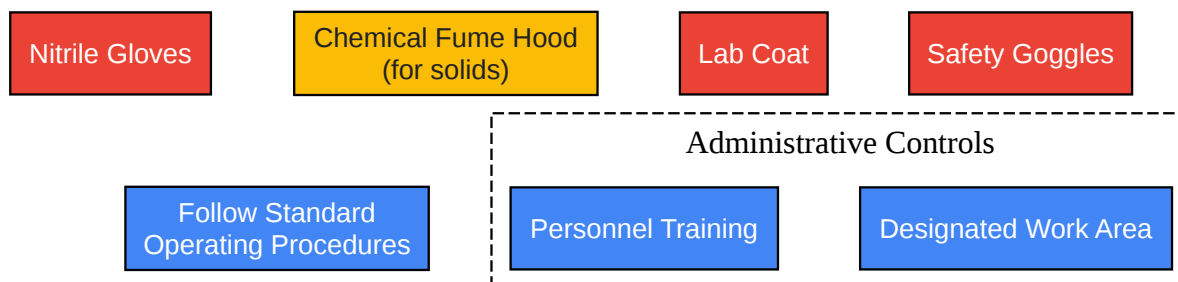 Nitrile Gloves
Chemical Fume Hood
(for solids)
Lab Coat
Safety Goggles
Administrative Controls
Follow Standard
Operating Procedures
Personnel Training
Designated Work Area